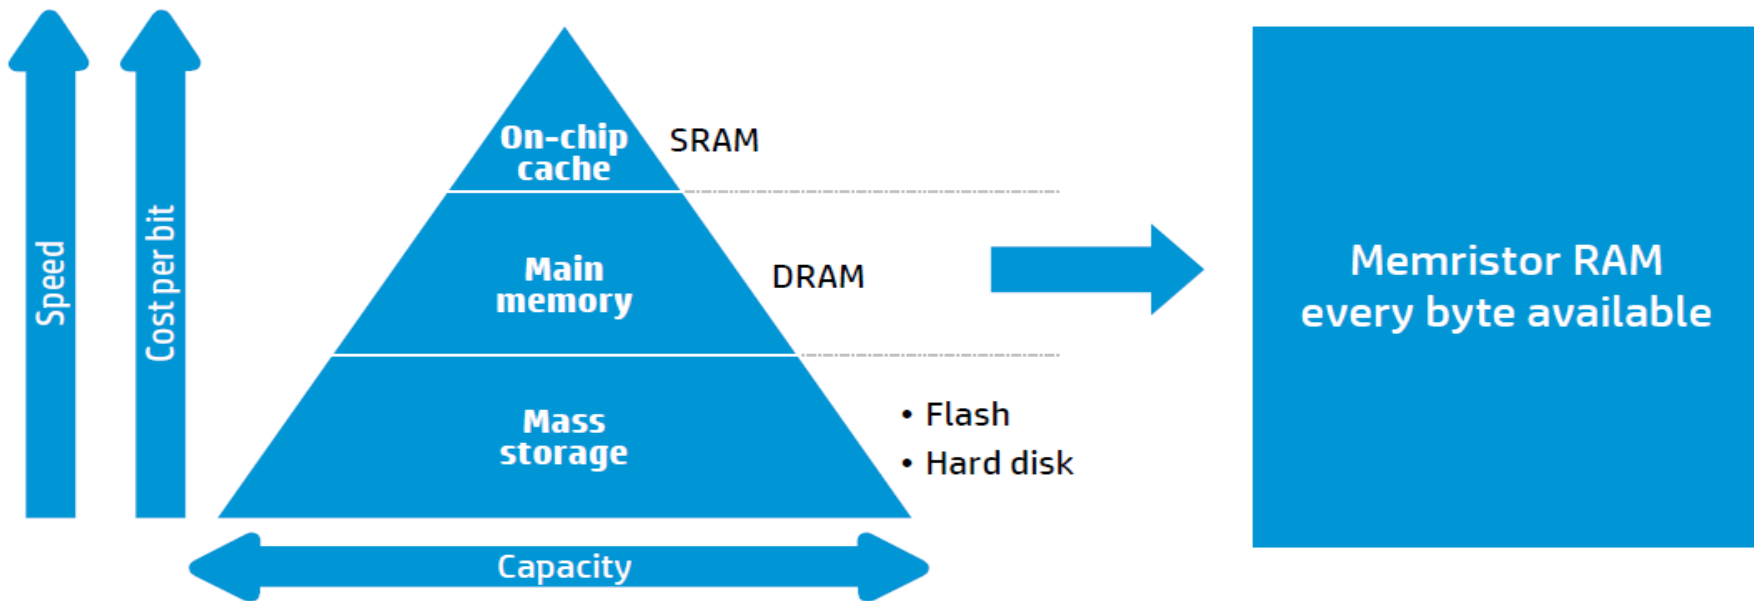 Speed
Cost per bit
On-chip
cache
SRAM
Main
memory
DRAM
Mass
storage
• Flash
• Hard disk
Capacity
Memristor RAM
every byte available